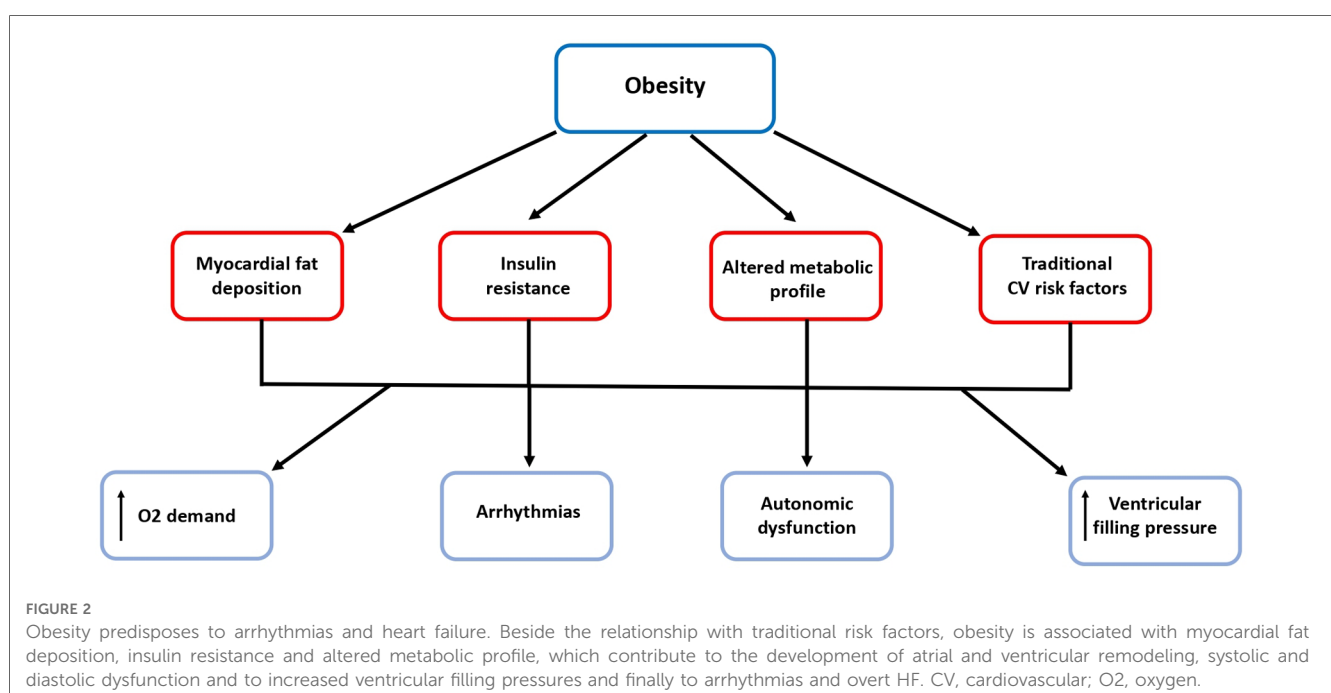 Obesity
Myocardial fat
deposition
Insulin
resistance
Altered metabolic
profile
Traditional
CV risk factors
O2 demand
Arrhythmias
Autonomic
dysfunction
Ventricular
filling pressure
FIGURE 2
Obesity predisposes to arrhythmias and heart failure. Beside the relationship with traditional risk factors, obesity is associated with myocardial fat
deposition, insulin resistance and altered metabolic profile, which contribute to the development of atrial and ventricular remodeling, systolic and
diastolic dysfunction and to increased ventricular filling pressures and finally to arrhythmias and overt HF. CV, cardiovascular; O2, oxygen.